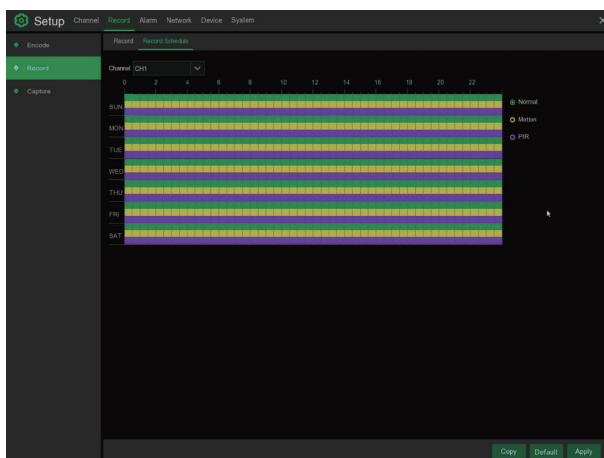 Setup Channel Record Alarm Network Device System
Encode
Record
Capture
Record Record Schedule
Channel CH1
0 2 4 6 8 10 12 14 16 18 20 22
SUN
MON
TUE
WED
THU
FRI
SAT
Normal
Motion
PIR
Copy Default Apply